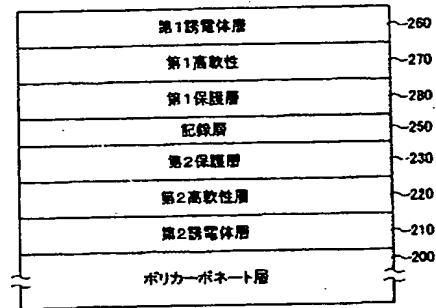 第1誘電体層 260
第1高軟性 270
第1保護層 280
記録層 250
第2保護層 230
第2高軟性層 220
第2誘電体層 210
200
ポリカーボネート層